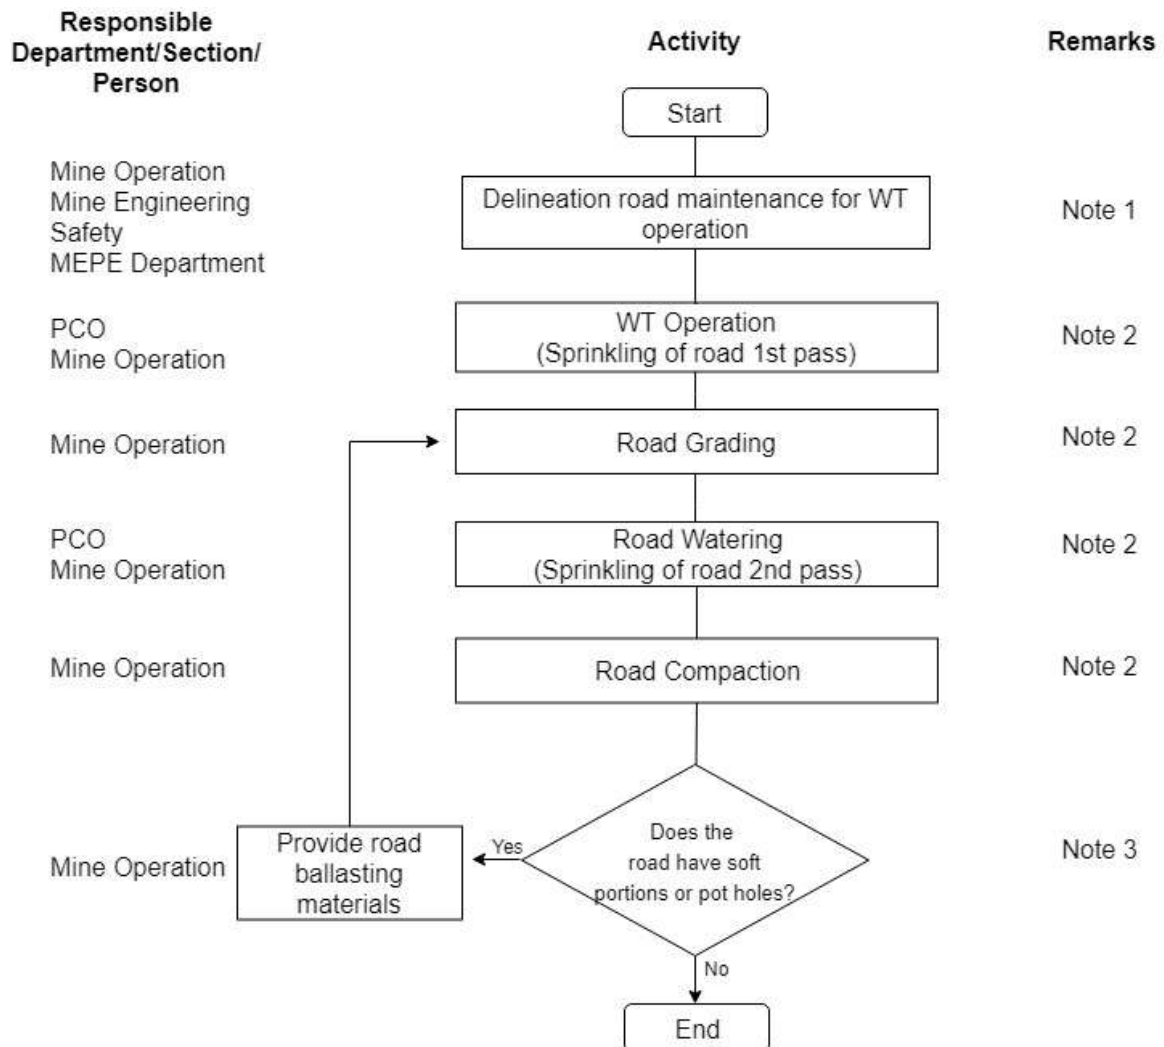 Responsible
Department/Section/
Person
Activity
Remarks
Start
Mine Operation
Mine Engineering
Safety
MEPE Department
Delineation road maintenance for WT
operation
Note 1
PCO
Mine Operation
WT Operation
(Sprinkling of road 1st pass)
Note 2
Mine Operation
Road Grading
Note 2
PCO
Mine Operation
Road Watering
(Sprinkling of road 2nd pass)
Note 2
Mine Operation
Road Compaction
Note 2
Mine Operation
Provide road
ballasting
materials
Yes
Does the
road have soft
portions or pot holes?
Note 3
No
End